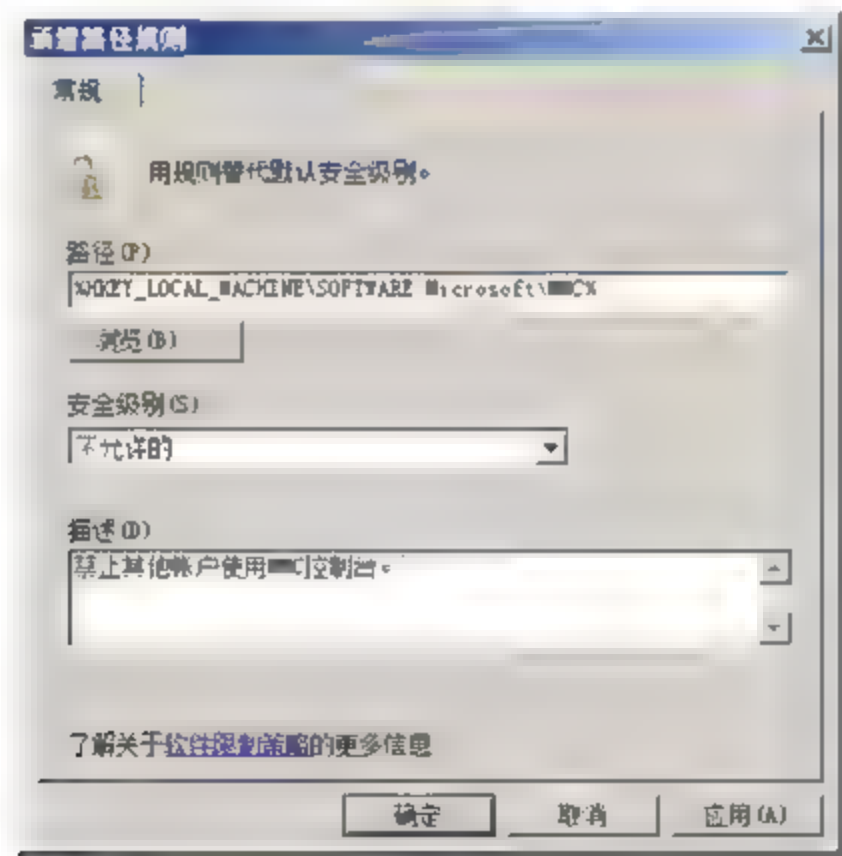 新增路径规则
常规
用规则替代默认安全级别。
路径(P)
%HKEY_LOCAL_MACHINE\SOFTWARE Microsoft\MMC%
浏览(B)
安全级别(S)
不允许的
描述(D)
禁止其他帐户使用MMC控制台。
了解关于软件限制策略的更多信息
确定
取消
应用(A)